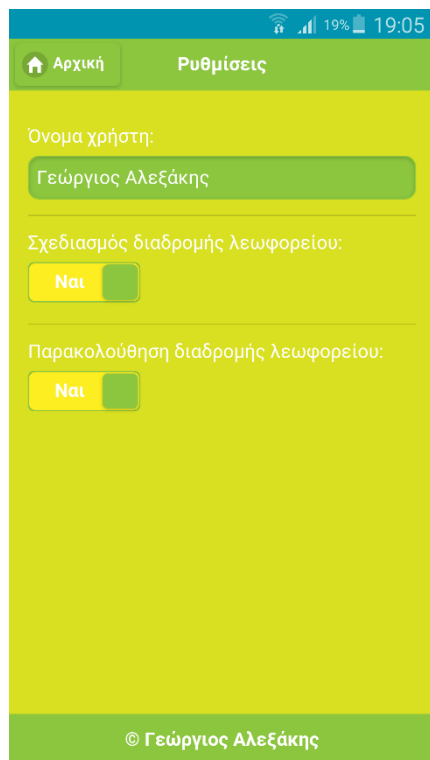 19% 19:05
Αρχική Ρυθμίσεις
Όνομα χρήστη:
Γεώργιος Αλεξάκης
Σχεδιασμός διαδρομής λεωφορείου:
Ναι
Παρακολούθηση διαδρομής λεωφορείου:
Ναι
© Γεώργιος Αλεξάκης